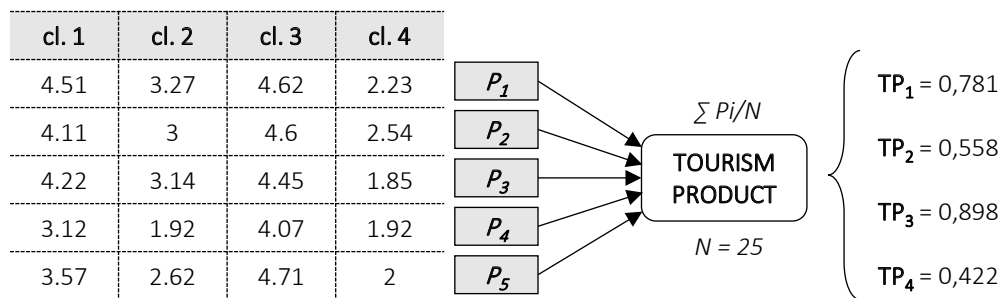 cl. 1 cl. 2 cl. 3 cl. 4
4.51 3.27 4.62 2.23
4.11 3 4.6 2.54
4.22 3.14 4.45 1.85
3.12 1.92 4.07 1.92
3.57 2.62 4.71 2
P1
P2
P3
P4
P5
∑ Pi/N
TOURISM
PRODUCT
N = 25
TP1 = 0,781
TP2 = 0,558
TP3 = 0,898
TP4 = 0,422